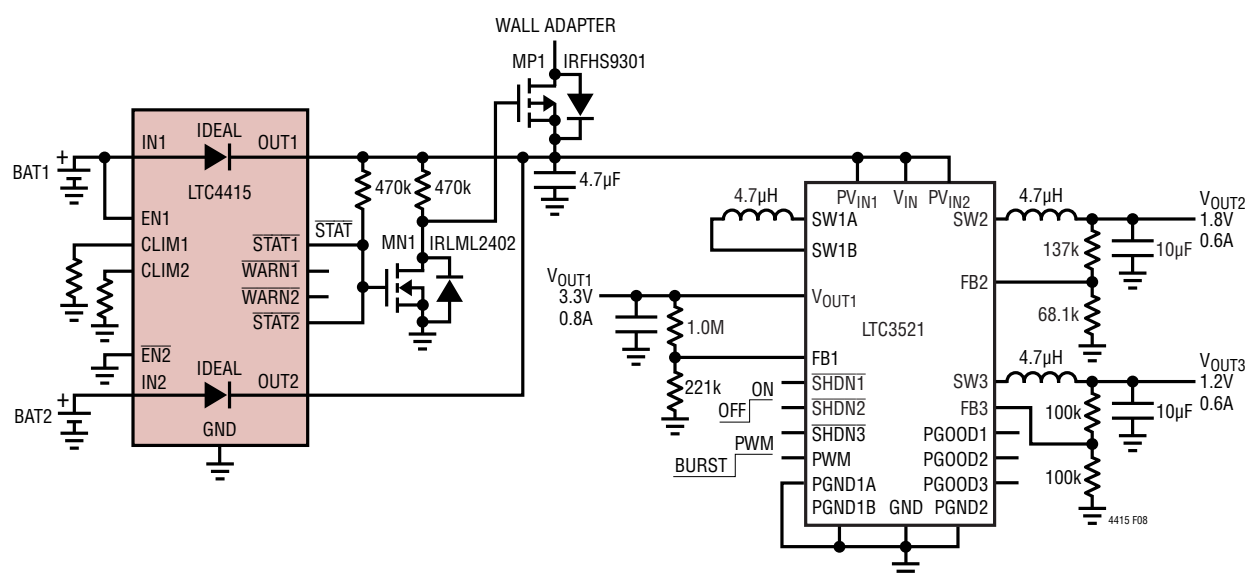 WALL ADAPTER
MP1 IRFHS9301
IN1 IDEAL OUT1
BAT1 +
LTC4415
470k 470k
4.7µF
EN1
CLIM1 STAT1 STAT
CLIM2 WARN1
WARN2
STAT2
MN1 IRLML2402
EN2
IN2 IDEAL OUT2
BAT2 +
GND
PVIN1 VIN PVIN2
4.7µH SW1A SW2 4.7µH
SW1B
VOUT2
1.8V
0.6A
137k 10µF
FB2
68.1k
VOUT1
3.3V
0.8A
VOUT1
LTC3521
1.0M
FB1
221k
4.7µH
SW3
VOUT3
1.2V
0.6A
FB3 100k 10µF
ON
OFF
SHDN1
SHDN2
SHDN3 PGOOD1
PWM
BURST
PWM PGOOD2
PGND1A PGOOD3
100k
PGND1B GND PGND2
4415 F08